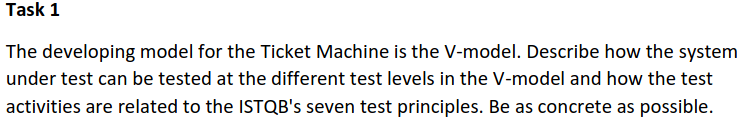 Task 1
The developing model for the Ticket Machine is the V-model. Describe how the system
under test can be tested at the different test levels in the V-model and how the test
activities are related to the ISTQB's seven test principles. Be as concrete as possible.